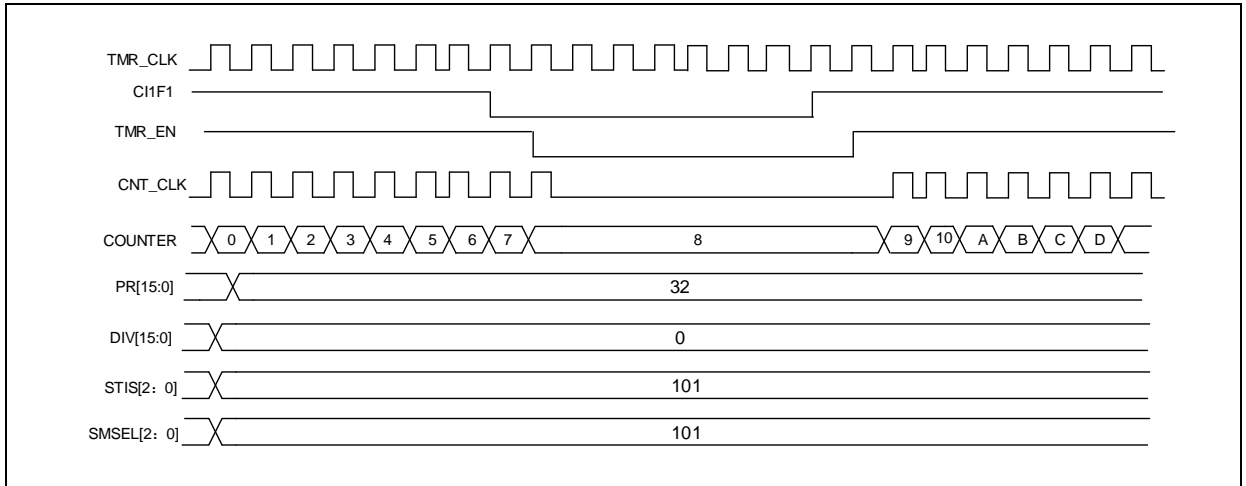 TMR_CLK
CI1F1
TMR_EN
CNT_CLK
COUNTER 0 1 2 3 4 5 6 7 8 9 10 A B C D
PR[15:0] 32
DIV[15:0] 0
STIS[2：0] 101
SMSEL[2：0] 101